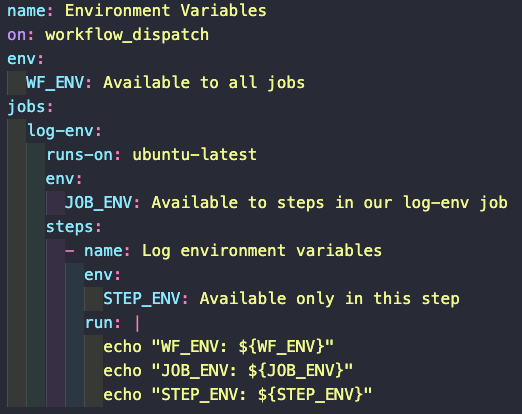 name: Environment Variables
on: workflow_dispatch
env:
  WF_ENV: Available to all jobs
jobs:
  log-env:
    runs-on: ubuntu-latest
    env:
      JOB_ENV: Available to steps in our log-env job
    steps:
      - name: Log environment variables
        env:
          STEP_ENV: Available only in this step
        run: |
          echo "WF_ENV: ${WF_ENV}"
          echo "JOB_ENV: ${JOB_ENV}"
          echo "STEP_ENV: ${STEP_ENV}"